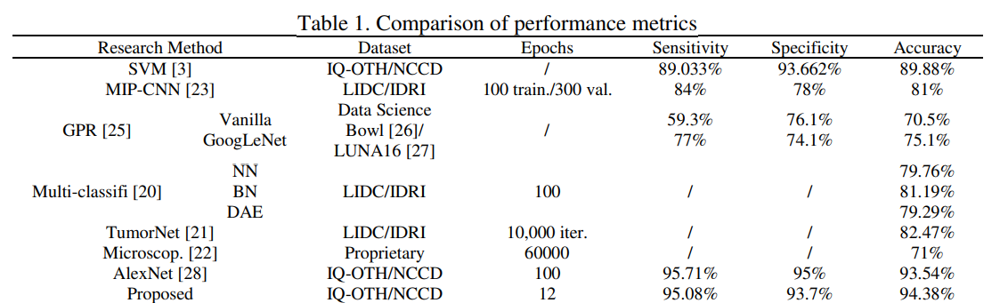 Table 1. Comparison of performance metrics
Research Method Dataset Epochs Sensitivity Specificity Accuracy
SVM [3] IQ-OTH/NCCD / 89.033% 93.662% 89.88%
MIP-CNN [23] LIDC/IDRI 100 train./300 val. 84% 78% 81%
GPR [25] Vanilla Data Science Bowl [26]/ LUNA16 [27] / 59.3% 76.1% 70.5%
GoogLeNet 77% 74.1% 75.1%
NN 79.76%
Multi-classifi [20] BN LIDC/IDRI 100 / / 81.19%
DAE 79.29%
TumorNet [21] LIDC/IDRI 10,000 iter. / / 82.47%
Microscop. [22] Proprietary 60000 / / 71%
AlexNet [28] IQ-OTH/NCCD 100 95.71% 95% 93.54%
Proposed IQ-OTH/NCCD 12 95.08% 93.7% 94.38%